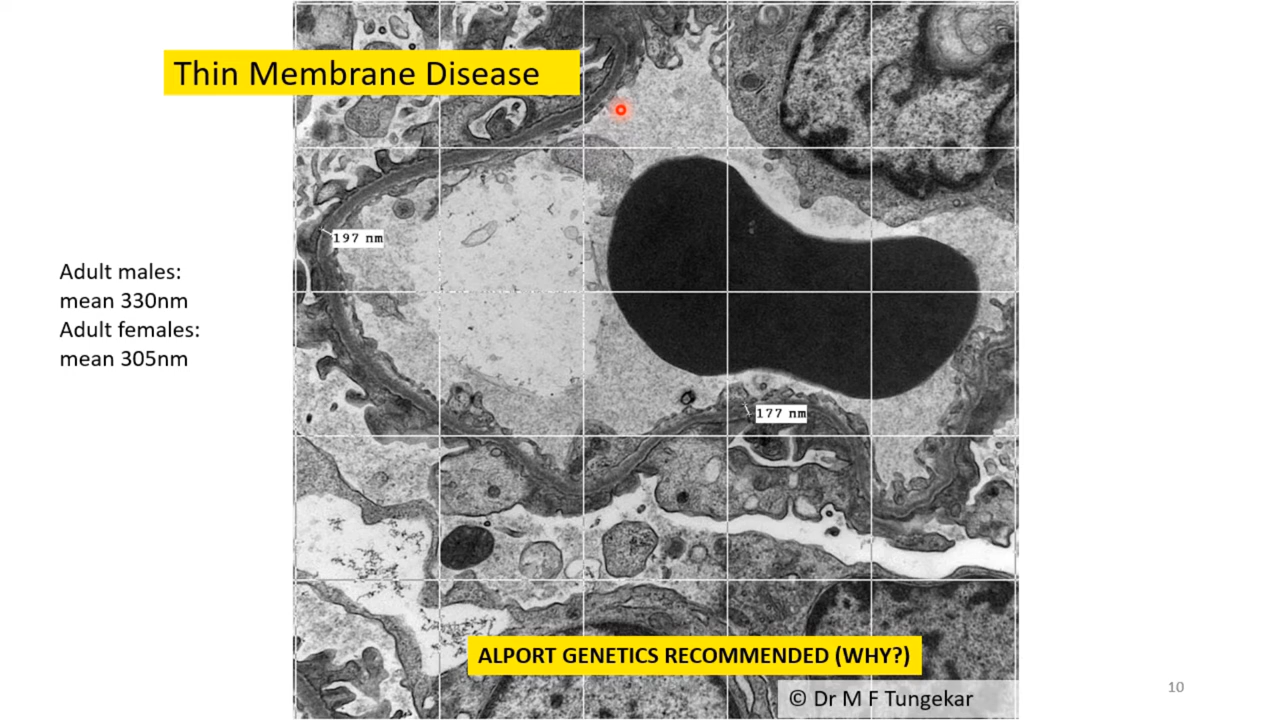 Thin Membrane Disease
197 nm
Adult males:
mean 330nm
Adult females:
mean 305nm
177 nm
ALPORT GENETICS RECOMMENDED (WHY?)
© Dr M F Tungekar
10